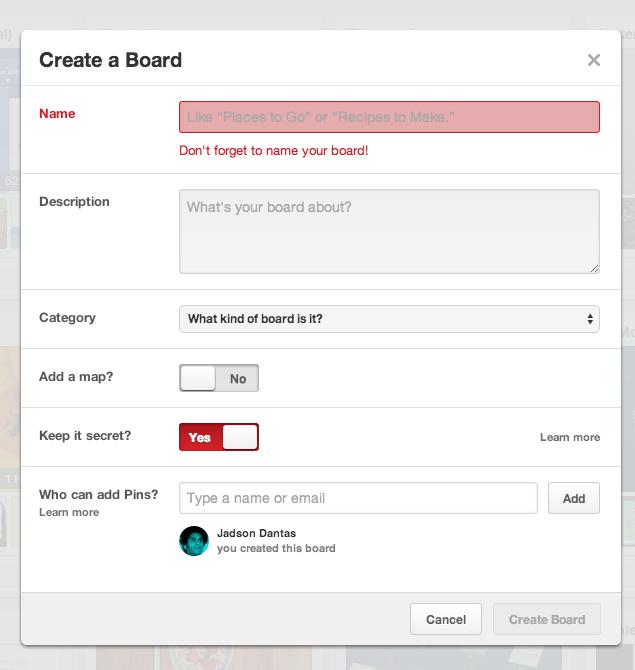 Create a Board
×
Name
Like “Places to Go” or “Recipes to Make.”
Don't forget to name your board!
Description
What's your board about?
Category
What kind of board is it?
Add a map?
No
Keep it secret?
Yes
Learn more
Who can add Pins?
Learn more
Type a name or email
Add
Jadson Dantas
you created this board
Cancel
Create Board